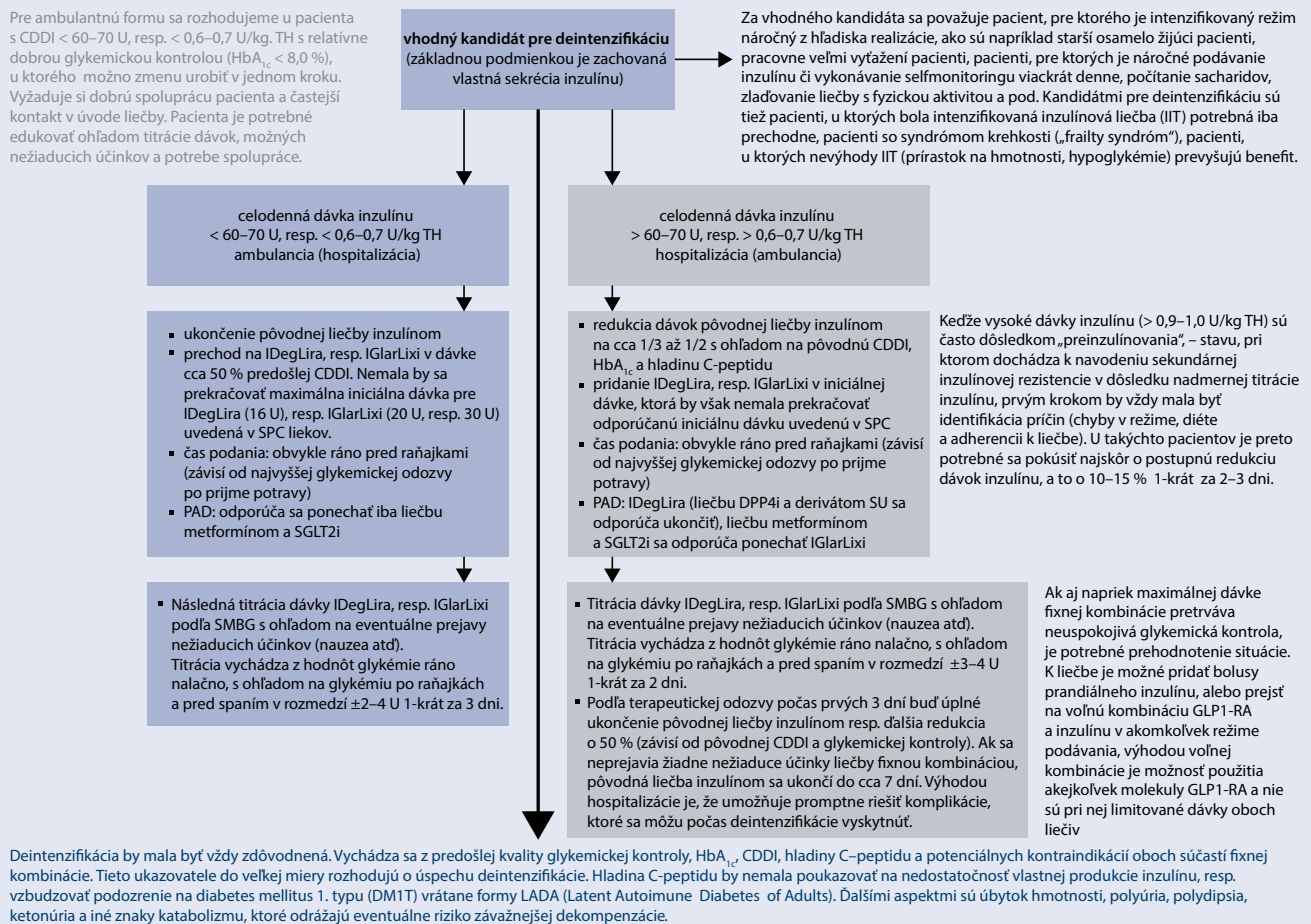 Pre ambulantnú formu sa rozhodujeme u pacienta
s CDDI < 60–70 U, resp. < 0,6–0,7 U/kg. TH s relatívne
dobrou glykemickou kontrolou (HbA1c < 8,0 %),
u ktorého možno zmenu urobiť v jednom kroku.
Vyžaduje si dobrú spoluprácu pacienta a častejší
kontakt v úvode liečby. Pacienta je potrebné
edukovať ohľadom titrácie dávok, možných
nežiaducich účinkov a potrebe spolupráce.
vhodný kandidát pre deintenzifikáciu
(základnou podmienkou je zachovaná
vlastná sekrécia inzulínu)
Za vhodného kandidáta sa považuje pacient, pre ktorého je intenzifikovaný režim
náročný z hľadiska realizácie, ako sú napríklad starší osamelo žijúci pacienti,
pracovne veľmi vyťažení pacienti, pacienti, pre ktorých je náročné podávanie
inzulínu či vykonávanie selfmonitoringu viackrát denne, počítanie sacharidov,
zlaďovanie liečby s fyzickou aktivitou a pod. Kandidátmi pre deintenzifikáciu sú
tiež pacienti, u ktorých bola intenzifikovaná inzulínová liečba (IIT) potrebná iba
prechodne, pacienti so syndrómom krehkosti („frailty syndróm“), pacienti,
u ktorých nevýhody IIT (prírastok na hmotnosti, hypoglykémie) prevyšujú benefit.
celodenná dávka inzulínu
< 60–70 U, resp. < 0,6–0,7 U/kg TH
ambulancia (hospitalizácia)
celodenná dávka inzulínu
> 60–70 U, resp. > 0,6–0,7 U/kg TH
hospitalizácia (ambulancia)
▪ ukončenie pôvodnej liečby inzulínom
▪ prechod na IDegLira, resp. IGlarLixi v dávke
cca 50 % predošlej CDDI. Nemala by sa
prekračovať maximálna iniciálna dávka pre
IDegLira (16 U), resp. IGlarLixi (20 U, resp. 30 U)
uvedená v SPC liekov.
▪ čas podania: obvykle ráno pred raňajkami
(závisí od najvyššej glykemickej odozvy
po prijme potravy)
▪ PAD: odporúča sa ponechať iba liečbu
metformínom a SGLT2i
▪ redukcia dávok pôvodnej liečby inzulínom
na cca 1/3 až 1/2 s ohľadom na pôvodnú CDDI,
HbA1c a hladinu C-peptidu
▪ pridanie IDegLira, resp. IGlarLixi v iniciálnej
dávke, ktorá by však nemala prekračovať
odporúčanú iniciálnu dávku uvedenú v SPC
▪ čas podania: obvykle ráno pred raňajkami (závisí
od najvyššej glykemickej odozvy po prijme
potravy)
▪ PAD: IDegLira (liečbu DPP4i a derivátom SU sa
odporúča ukončiť), liečbu metformínom
a SGLT2i sa odporúča ponechať IGlarLixi
Keďže vysoké dávky inzulínu (> 0,9–1,0 U/kg TH) sú
často dôsledkom „preinzulínovania“, – stavu, pri
ktorom dochádza k navodeniu sekundárnej
inzulínovej rezistencie v dôsledku nadmernej titrácie
inzulínu, prvým krokom by vždy mala byť
identifikácia príčin (chyby v režime, diéte
a adherencii k liečbe). U takýchto pacientov je preto
potrebné sa pokúsiť najskôr o postupnú redukciu
dávok inzulínu, a to o 10–15 % 1-krát za 2–3 dni.
▪ Následná titrácia dávky IDegLira, resp. IGlarLixi
podľa SMBG s ohľadom na eventuálne prejavy
nežiaducich účinkov (nauzea atď).
Titrácia vychádza z hodnôt glykémie ráno
nalačno, s ohľadom na glykémiu po raňajkách
a pred spaním v rozmedzí ±2–4 U 1-krát za 3 dni.
▪ Titrácia dávky IDegLira, resp. IGlarLixi podľa SMBG s ohľadom
na eventuálne prejavy nežiaducich účinkov (nauzea atď).
Titrácia vychádza z hodnôt glykémie ráno nalačno, s ohľadom
na glykémiu po raňajkách a pred spaním v rozmedzí ±3–4 U
1-krát za 2 dni.
▪ Podľa terapeutickej odozvy počas prvých 3 dní buď úplné
ukončenie pôvodnej liečby inzulínom resp. ďalšia redukcia
o 50 % (závisí od pôvodnej CDDI a glykemickej kontroly). Ak sa
neprejavia žiadne nežiaduce účinky liečby fixnou kombináciou,
pôvodná liečba inzulínom sa ukončí do cca 7 dní. Výhodou
hospitalizácie je, že umožňuje promptne riešiť komplikácie,
ktoré sa môžu počas deintenzifikácie vyskytnúť.
Ak aj napriek maximálnej dávke
fixnej kombinácie pretrváva
neuspokojivá glykemická kontrola,
je potrebné prehodnotenie situácie.
K liečbe je možné pridať bolusy
prandiálneho inzulínu, alebo prejsť
na voľnú kombináciu GLP1-RA
a inzulínu v akomkoľvek režime
podávania, výhodou voľnej
kombinácie je možnosť použitia
akejkoľvek molekuly GLP1-RA a nie
sú pri nej limitované dávky oboch
liečiv
Deintenzifikácia by mala byť vždy zdôvodnená. Vychádza sa z predošlej kvality glykemickej kontroly, HbA1c, CDDI, hladiny C–peptidu a potenciálnych kontraindikácií oboch súčastí fixnej
kombinácie. Tieto ukazovatele do veľkej miery rozhodujú o úspechu deintenzifikácie. Hladina C-peptidu by nemala poukazovať na nedostatočnosť vlastnej produkcie inzulínu, resp.
vzbudzovať podozrenie na diabetes mellitus 1. typu (DM1T) vrátane formy LADA (Latent Autoimune Diabetes of Adults). Ďalšími aspektmi sú úbytok hmotnosti, polyúria, polydipsia,
ketonúria a iné znaky katabolizmu, ktoré odrážajú eventuálne riziko závažnejšej dekompenzácie.